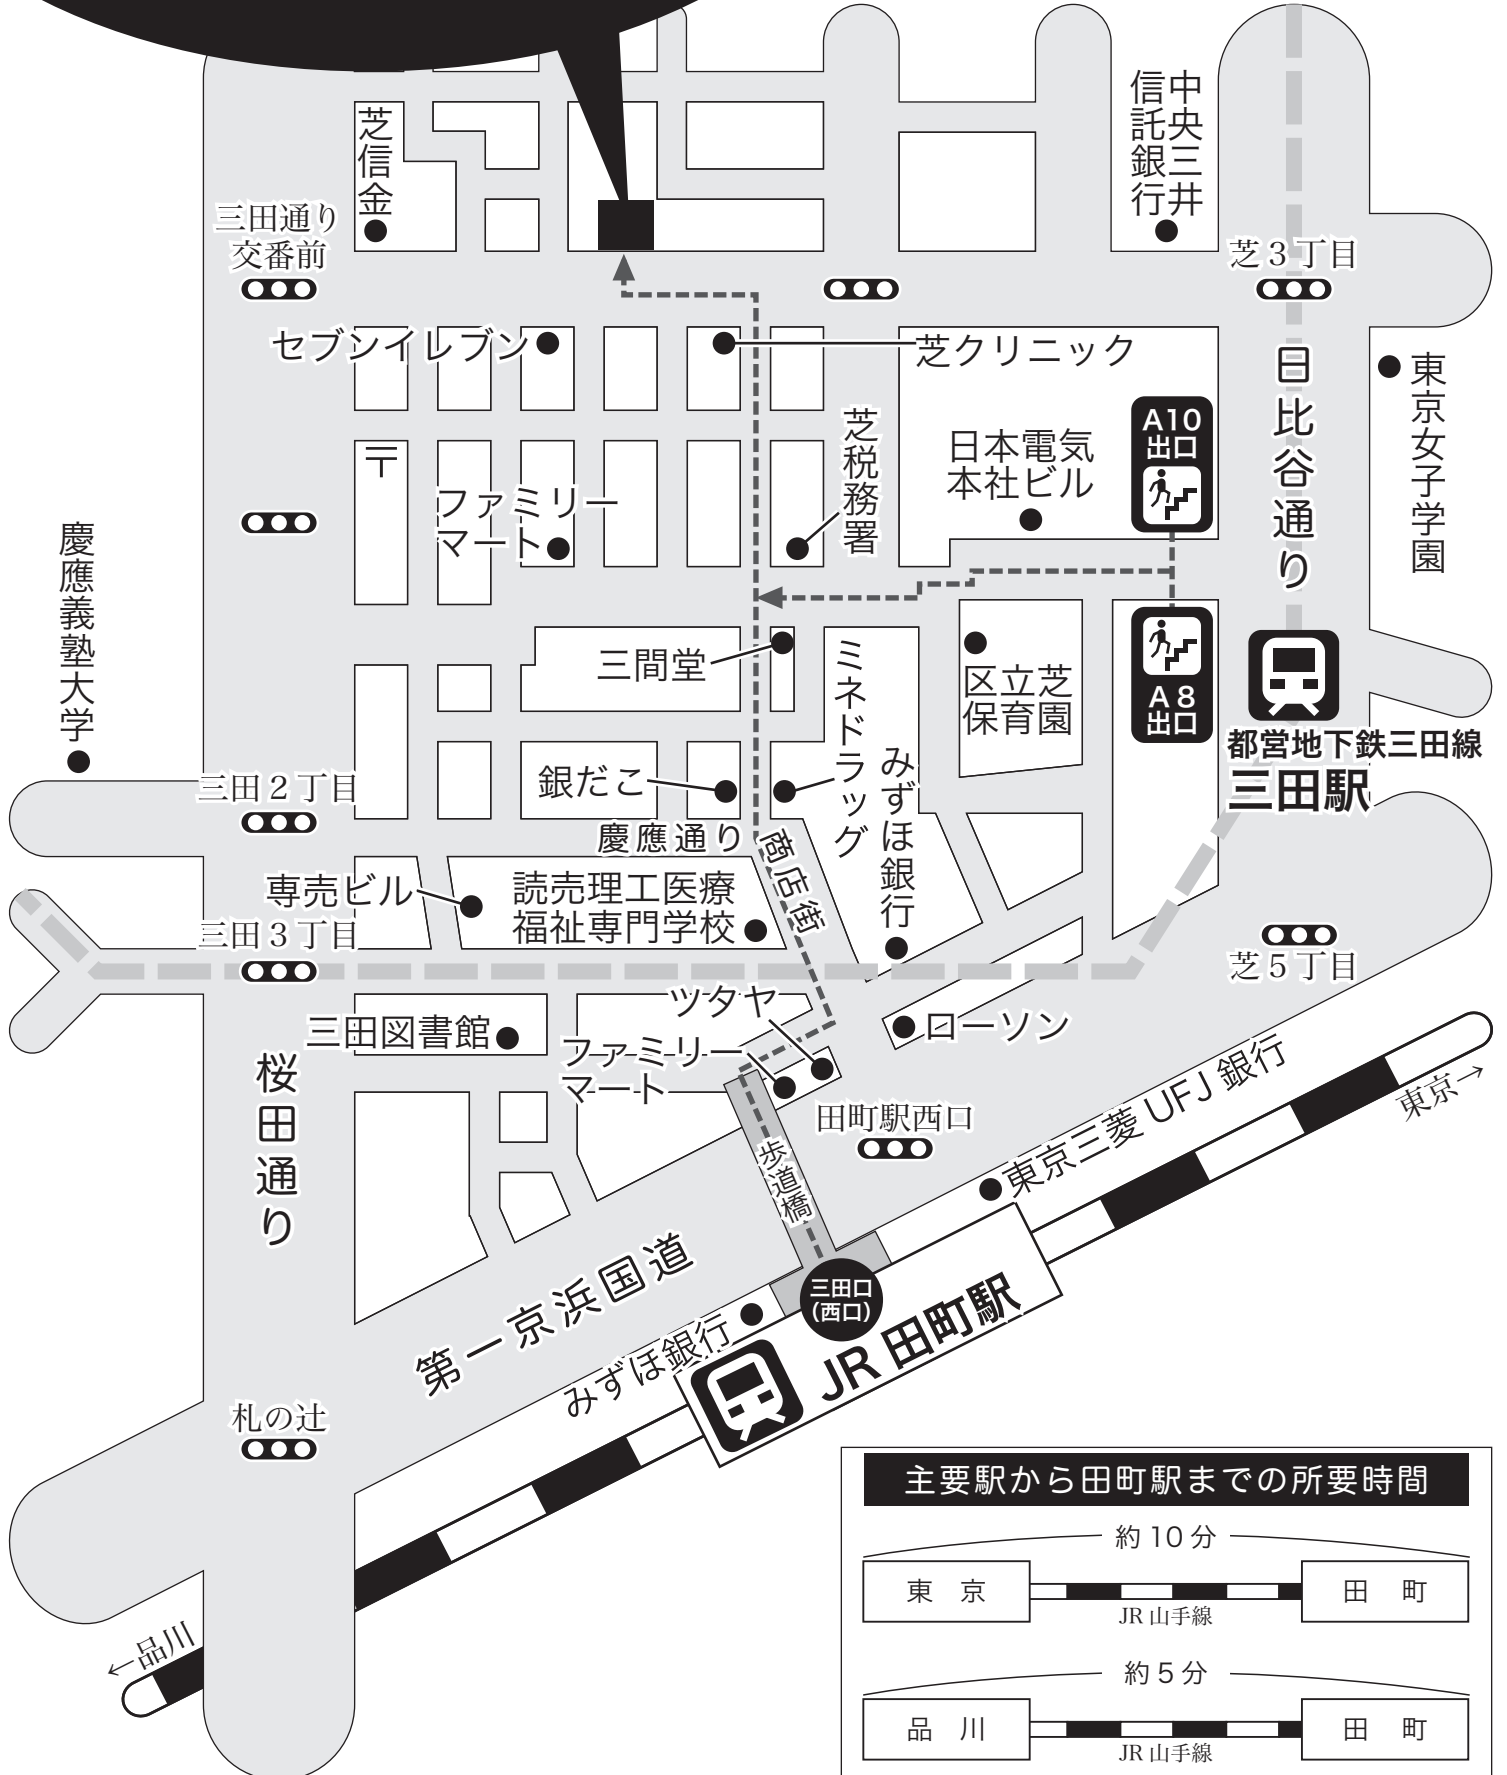 芝信金
中央三井
信託銀行
三田通り
交番前
芝3丁目
セブンイレブン
芝クリニック
日比谷通り
東京女子学園
A10
出口
〒
芝税務署
日本電気
本社ビル
ファミリー
マート
慶應義塾大学
三間堂
ミネドラッグ
区立芝
保育園
A8
出口
都営地下鉄三田線
三田駅
銀だこ
みずほ銀行
三田2丁目
慶應通り
商店街
専売ビル
読売理工医療
福祉専門学校
三田3丁目
芝5丁目
ツタヤ
三田図書館
ファミリー
マート
ローソン
桜田通り
田町駅西口
東京三菱UFJ銀行
東京→
歩道橋
第一京浜国道
三田口
(西口)
JR田町駅
みずほ銀行
札の辻
←品川
主要駅から田町駅までの所要時間
約10分
東 京
田 町
JR山手線
約5分
品 川
田 町
JR山手線